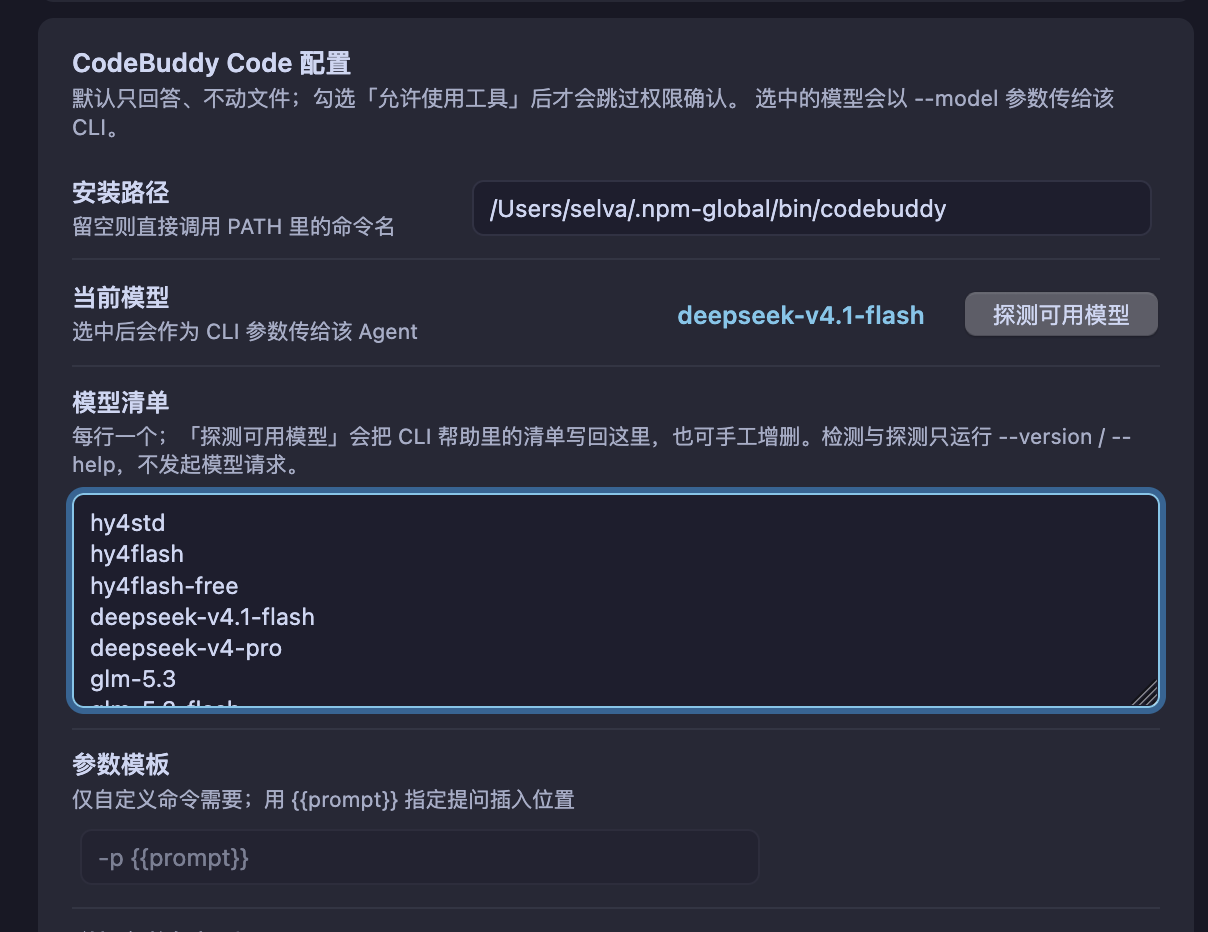 CodeBuddy Code 配置
默认只回答、不动文件；勾选「允许使用工具」后才会跳过权限确认。 选中的模型会以 --model 参数传给该
CLI。
安装路径
留空则直接调用 PATH 里的命令名
/Users/selva/.npm-global/bin/codebuddy
当前模型
选中后会作为 CLI 参数传给该 Agent
deepseek-v4.1-flash
探测可用模型
模型清单
每行一个；「探测可用模型」会把 CLI 帮助里的清单写回这里，也可手工增删。检测与探测只运行 --version / --
help，不发起模型请求。
hy4std
hy4flash
hy4flash-free
deepseek-v4.1-flash
deepseek-v4-pro
glm-5.3
参数模板
仅自定义命令需要；用 {{prompt}} 指定提问插入位置
-p {{prompt}}